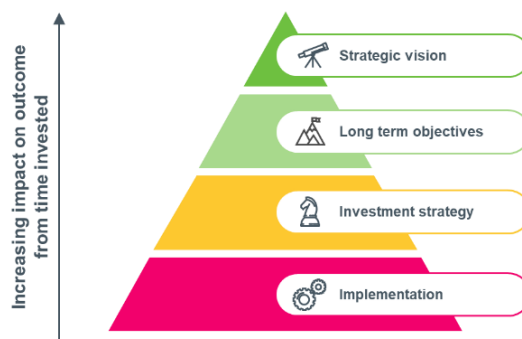 Increasing impact on outcome
from time invested
Strategic vision
Long term objectives
Investment strategy
Implementation